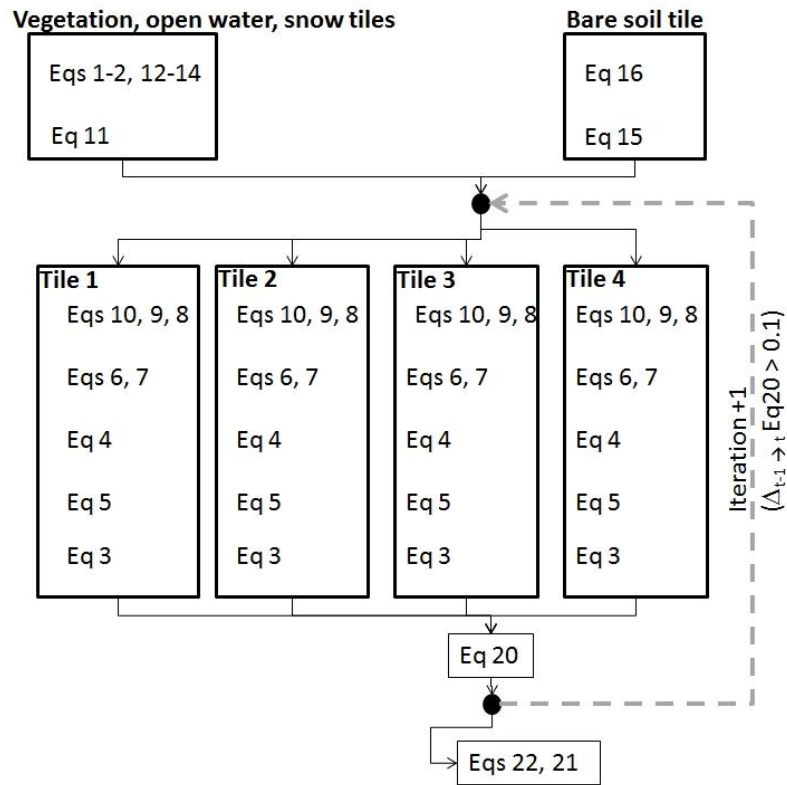 Vegetation, open water, snow tiles
Eqs 1-2, 12-14
Eq 11
Bare soil tile
Eq 16
Eq 15
Tile 1
Eqs 10, 9, 8
Eqs 6, 7
Eq 4
Eq 5
Eq 3
Tile 2
Eqs 10, 9, 8
Eqs 6, 7
Eq 4
Eq 5
Eq 3
Tile 3
Eqs 10, 9, 8
Eqs 6, 7
Eq 4
Eq 5
Eq 3
Tile 4
Eqs 10, 9, 8
Eqs 6, 7
Eq 4
Eq 5
Eq 3
Iteration +1
(Δt-1 → t Eq20 > 0.1)
Eq 20
Eqs 22, 21